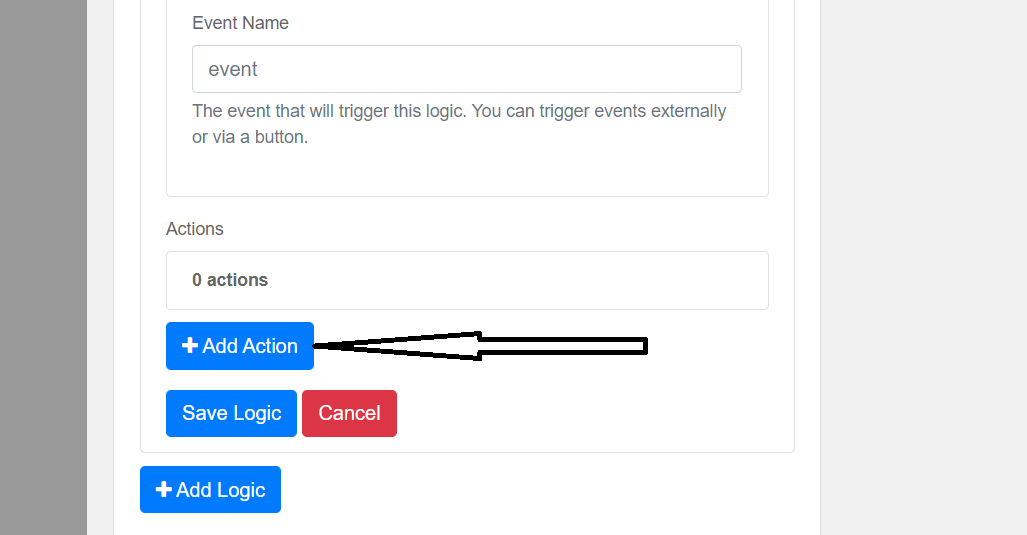 Event Name
event
The event that will trigger this logic. You can trigger events externally
or via a button.
Actions
0 actions
Add Action
Save Logic Cancel
Add Logic